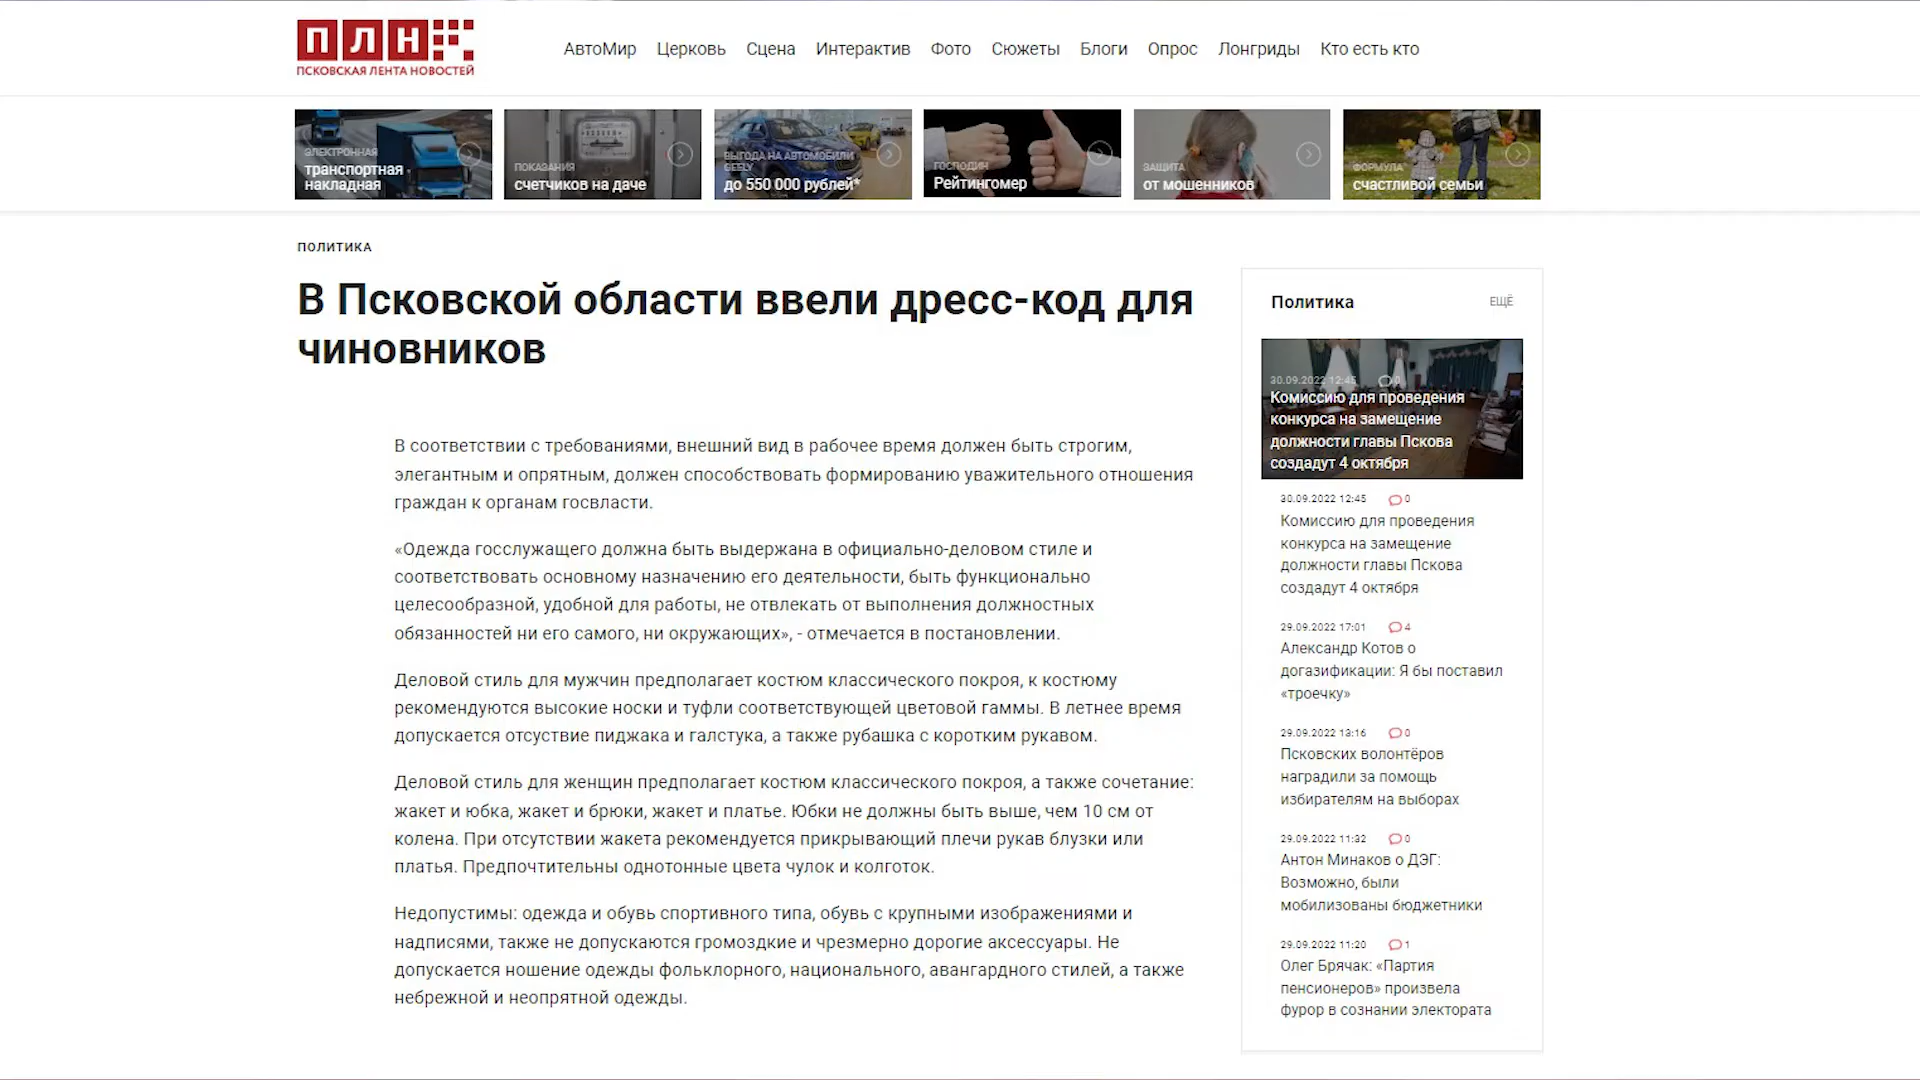 ПЛН
ПСКОВСКАЯ ЛЕНТА НОВОСТЕЙ
АвтоМир Церковь Сцена Интерактив Фото Сюжеты Блоги Опрос Лонгриды Кто есть кто
ЭЛЕКТРОННАЯ
транспортная
накладная
ПОКАЗАНИЯ
счетчиков на даче
ВЫГОДА НА АВТОМОБИЛИ
GEELY
до 550 000 рублей*
ГОСПОДИН
Рейтингомер
ЗАЩИТА
от мошенников
ФОРМУЛА
счастливой семьи
ПОЛИТИКА
В Псковской области ввели дресс-код для
чиновников
В соответствии с требованиями, внешний вид в рабочее время должен быть строгим,
элегантным и опрятным, должен способствовать формированию уважительного отношения
граждан к органам госвласти.
«Одежда госслужащего должна быть выдержана в официально-деловом стиле и
соответствовать основному назначению его деятельности, быть функционально
целесообразной, удобной для работы, не отвлекать от выполнения должностных
обязанностей ни его самого, ни окружающих», - отмечается в постановлении.
Деловой стиль для мужчин предполагает костюм классического покроя, к костюму
рекомендуются высокие носки и туфли соответствующей цветовой гаммы. В летнее время
допускается отсуствие пиджака и галстука, а также рубашка с коротким рукавом.
Деловой стиль для женщин предполагает костюм классического покроя, а также сочетание:
жакет и юбка, жакет и брюки, жакет и платье. Юбки не должны быть выше, чем 10 см от
колена. При отсутствии жакета рекомендуется прикрывающий плечи рукав блузки или
платья. Предпочтительны однотонные цвета чулок и колготок.
Недопустимы: одежда и обувь спортивного типа, обувь с крупными изображениями и
надписями, также не допускаются громоздкие и чрезмерно дорогие аксессуары. Не
допускается ношение одежды фольклорного, национального, авангардного стилей, а также
небрежной и неопрятной одежды.
Политика ЕЩЁ
30.09.2022 12:45 0
Комиссию для проведения
конкурса на замещение
должности главы Пскова
создадут 4 октября
30.09.2022 12:45 0
Комиссию для проведения
конкурса на замещение
должности главы Пскова
создадут 4 октября
29.09.2022 17:01 4
Александр Котов о
догазификации: Я бы поставил
«троечку»
29.09.2022 13:16 0
Псковских волонтёров
наградили за помощь
избирателям на выборах
29.09.2022 11:32 0
Антон Минаков о ДЭГ:
Возможно, были
мобилизованы бюджетники
29.09.2022 11:20 1
Олег Брячак: «Партия
пенсионеров» произвела
фурор в сознании электората